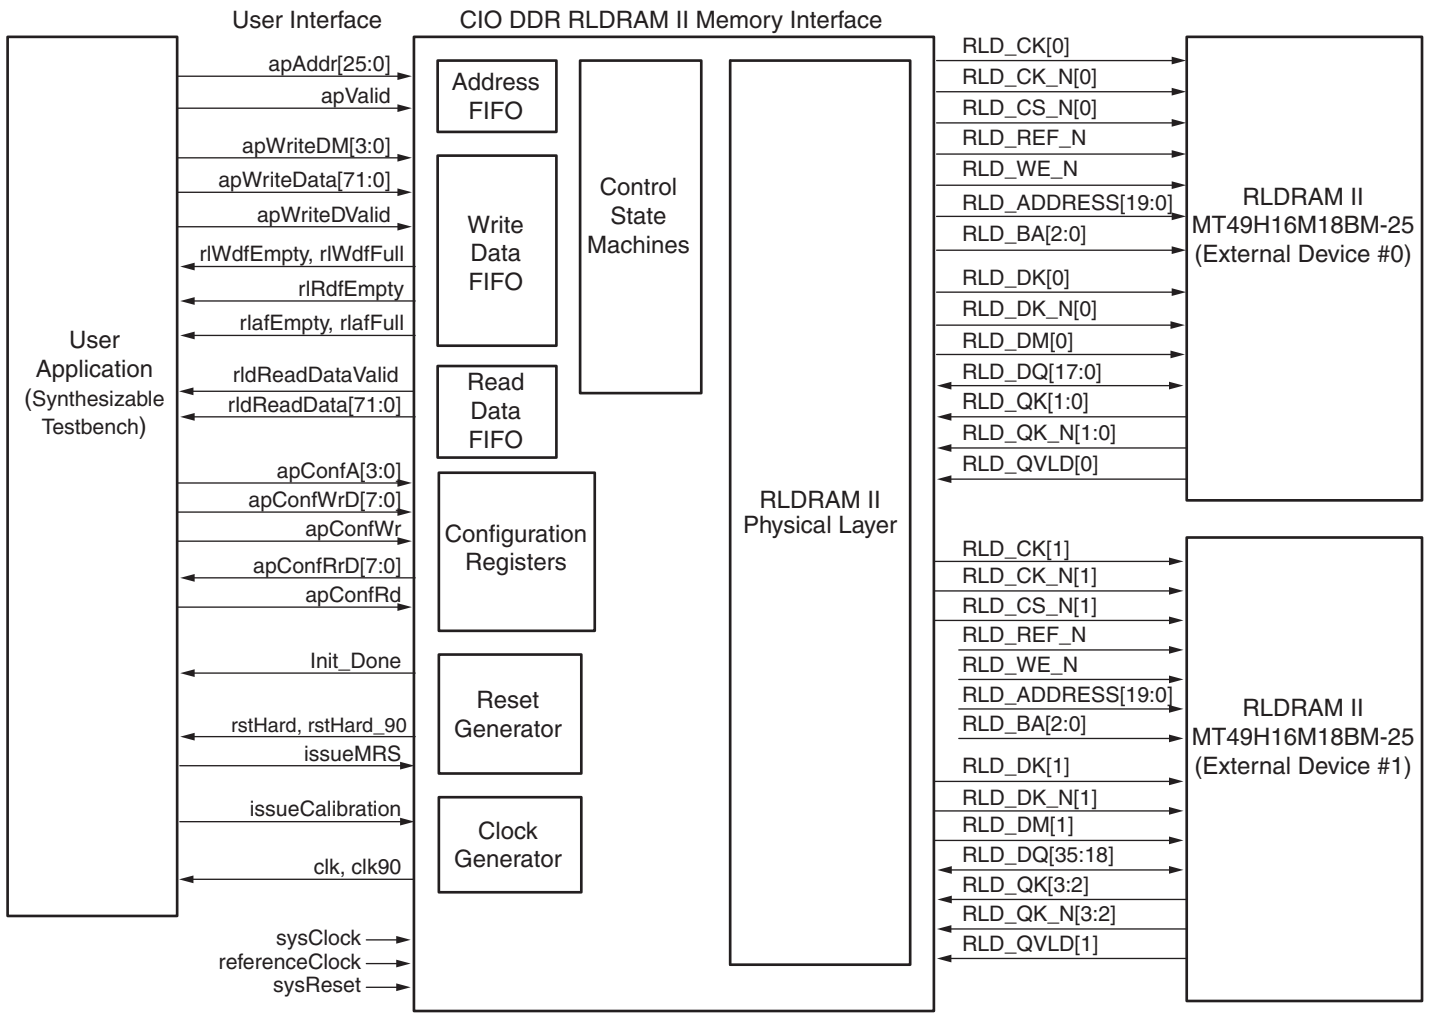 User Interface
CIO DDR RLDRAM II Memory Interface
User
Application
(Synthesizable
Testbench)
apAddr[25:0]
apValid
apWriteDM[3:0]
apWriteData[71:0]
apWriteDValid
rlWdfEmpty, rlWdfFull
rlRdfEmpty
rlafEmpty, rlafFull
rldReadDataValid
rldReadData[71:0]
apConfA[3:0]
apConfWrD[7:0]
apConfWr
apConfRrD[7:0]
apConfRd
Init_Done
rstHard, rstHard_90
issueMRS
issueCalibration
clk, clk90
sysClock
referenceClock
sysReset
Address
FIFO
Write
Data
FIFO
Read
Data
FIFO
Configuration
Registers
Reset
Generator
Clock
Generator
Control
State
Machines
RLDRAM II
Physical Layer
RLD_CK[0]
RLD_CK_N[0]
RLD_CS_N[0]
RLD_REF_N
RLD_WE_N
RLD_ADDRESS[19:0]
RLD_BA[2:0]
RLD_DK[0]
RLD_DK_N[0]
RLD_DM[0]
RLD_DQ[17:0]
RLD_QK[1:0]
RLD_QK_N[1:0]
RLD_QVLD[0]
RLDRAM II
MT49H16M18BM-25
(External Device #0)
RLD_CK[1]
RLD_CK_N[1]
RLD_CS_N[1]
RLD_REF_N
RLD_WE_N
RLD_ADDRESS[19:0]
RLD_BA[2:0]
RLD_DK[1]
RLD_DK_N[1]
RLD_DM[1]
RLD_DQ[35:18]
RLD_QK[3:2]
RLD_QK_N[3:2]
RLD_QVLD[1]
RLDRAM II
MT49H16M18BM-25
(External Device #1)